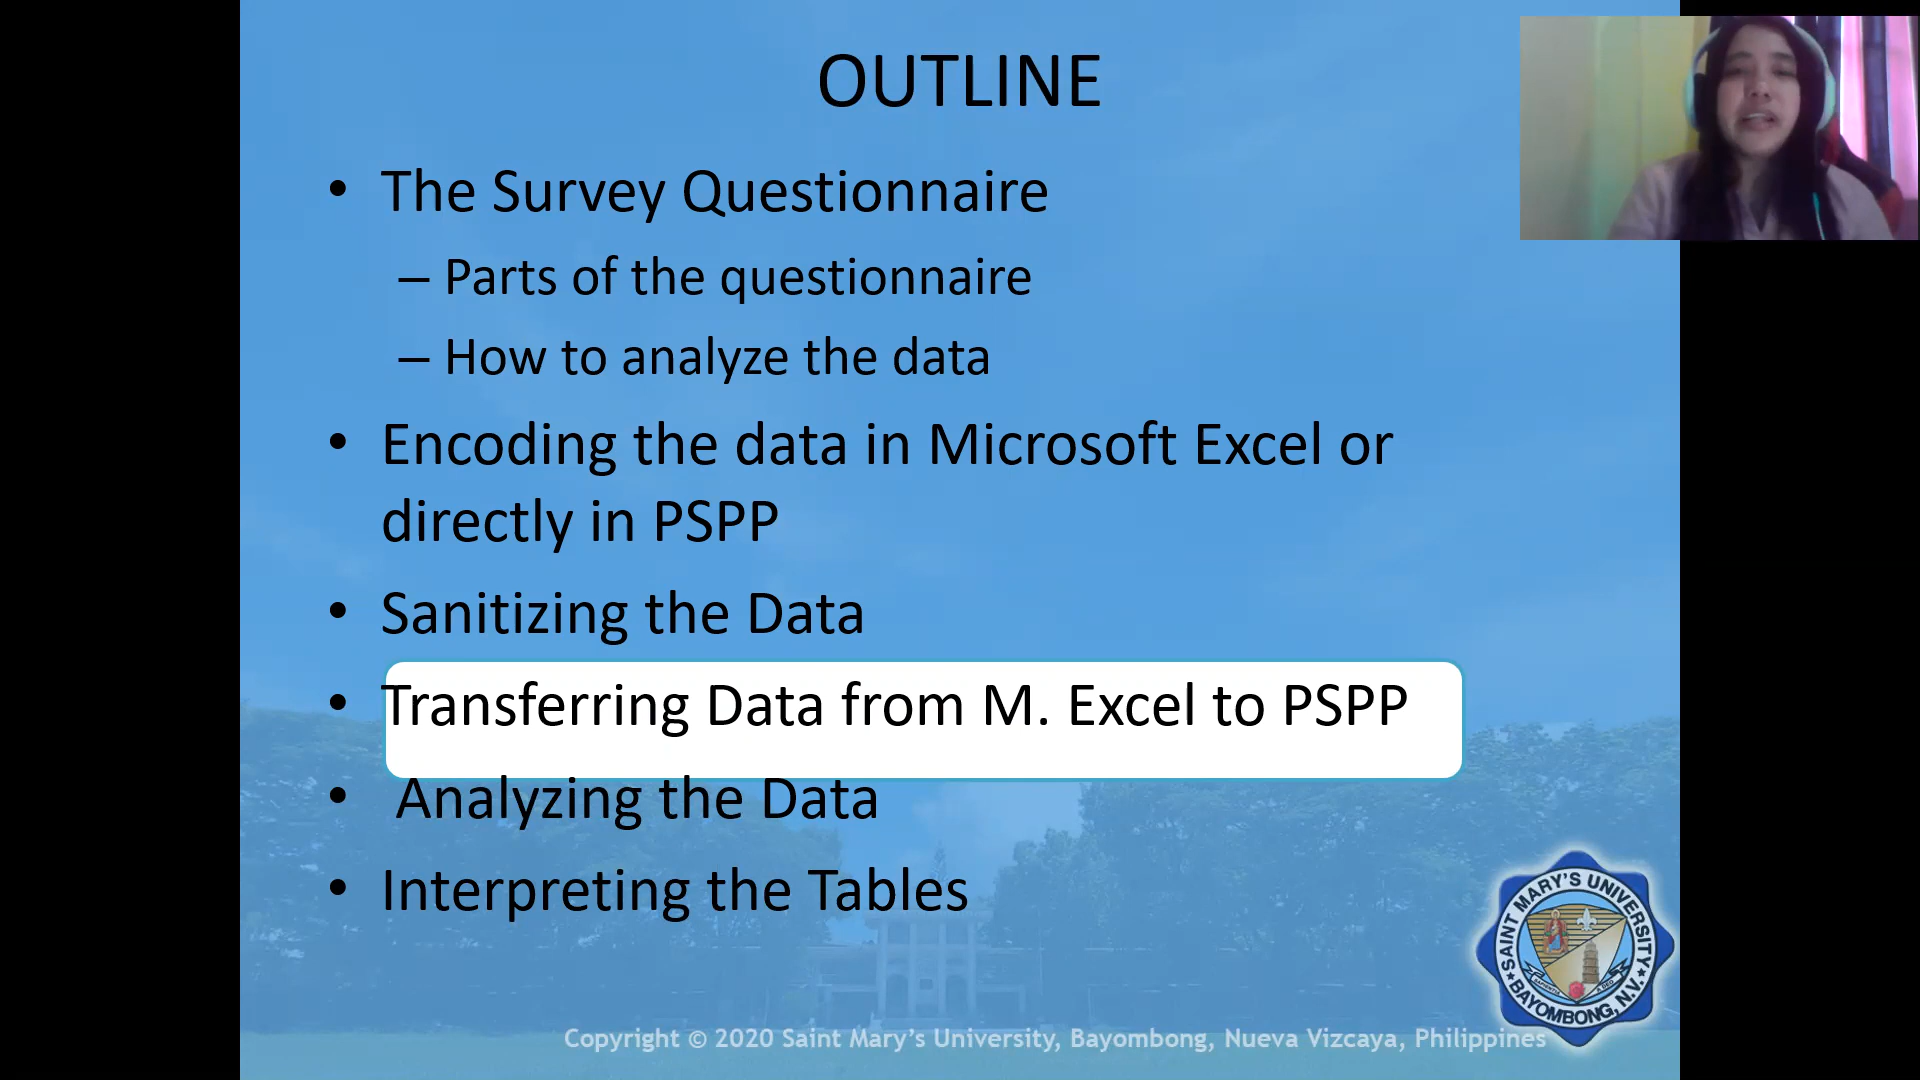 OUTLINE
• The Survey Questionnaire
– Parts of the questionnaire
– How to analyze the data
• Encoding the data in Microsoft Excel or
directly in PSPP
• Sanitizing the Data
• Transferring Data from M. Excel to PSPP
• Analyzing the Data
• Interpreting the Tables
SAINT MARY'S UNIVERSITY
BAYOMBONG, N.V.
Copyright © 2020 Saint Mary’s University, Bayombong, Nueva Vizcaya, Philippines